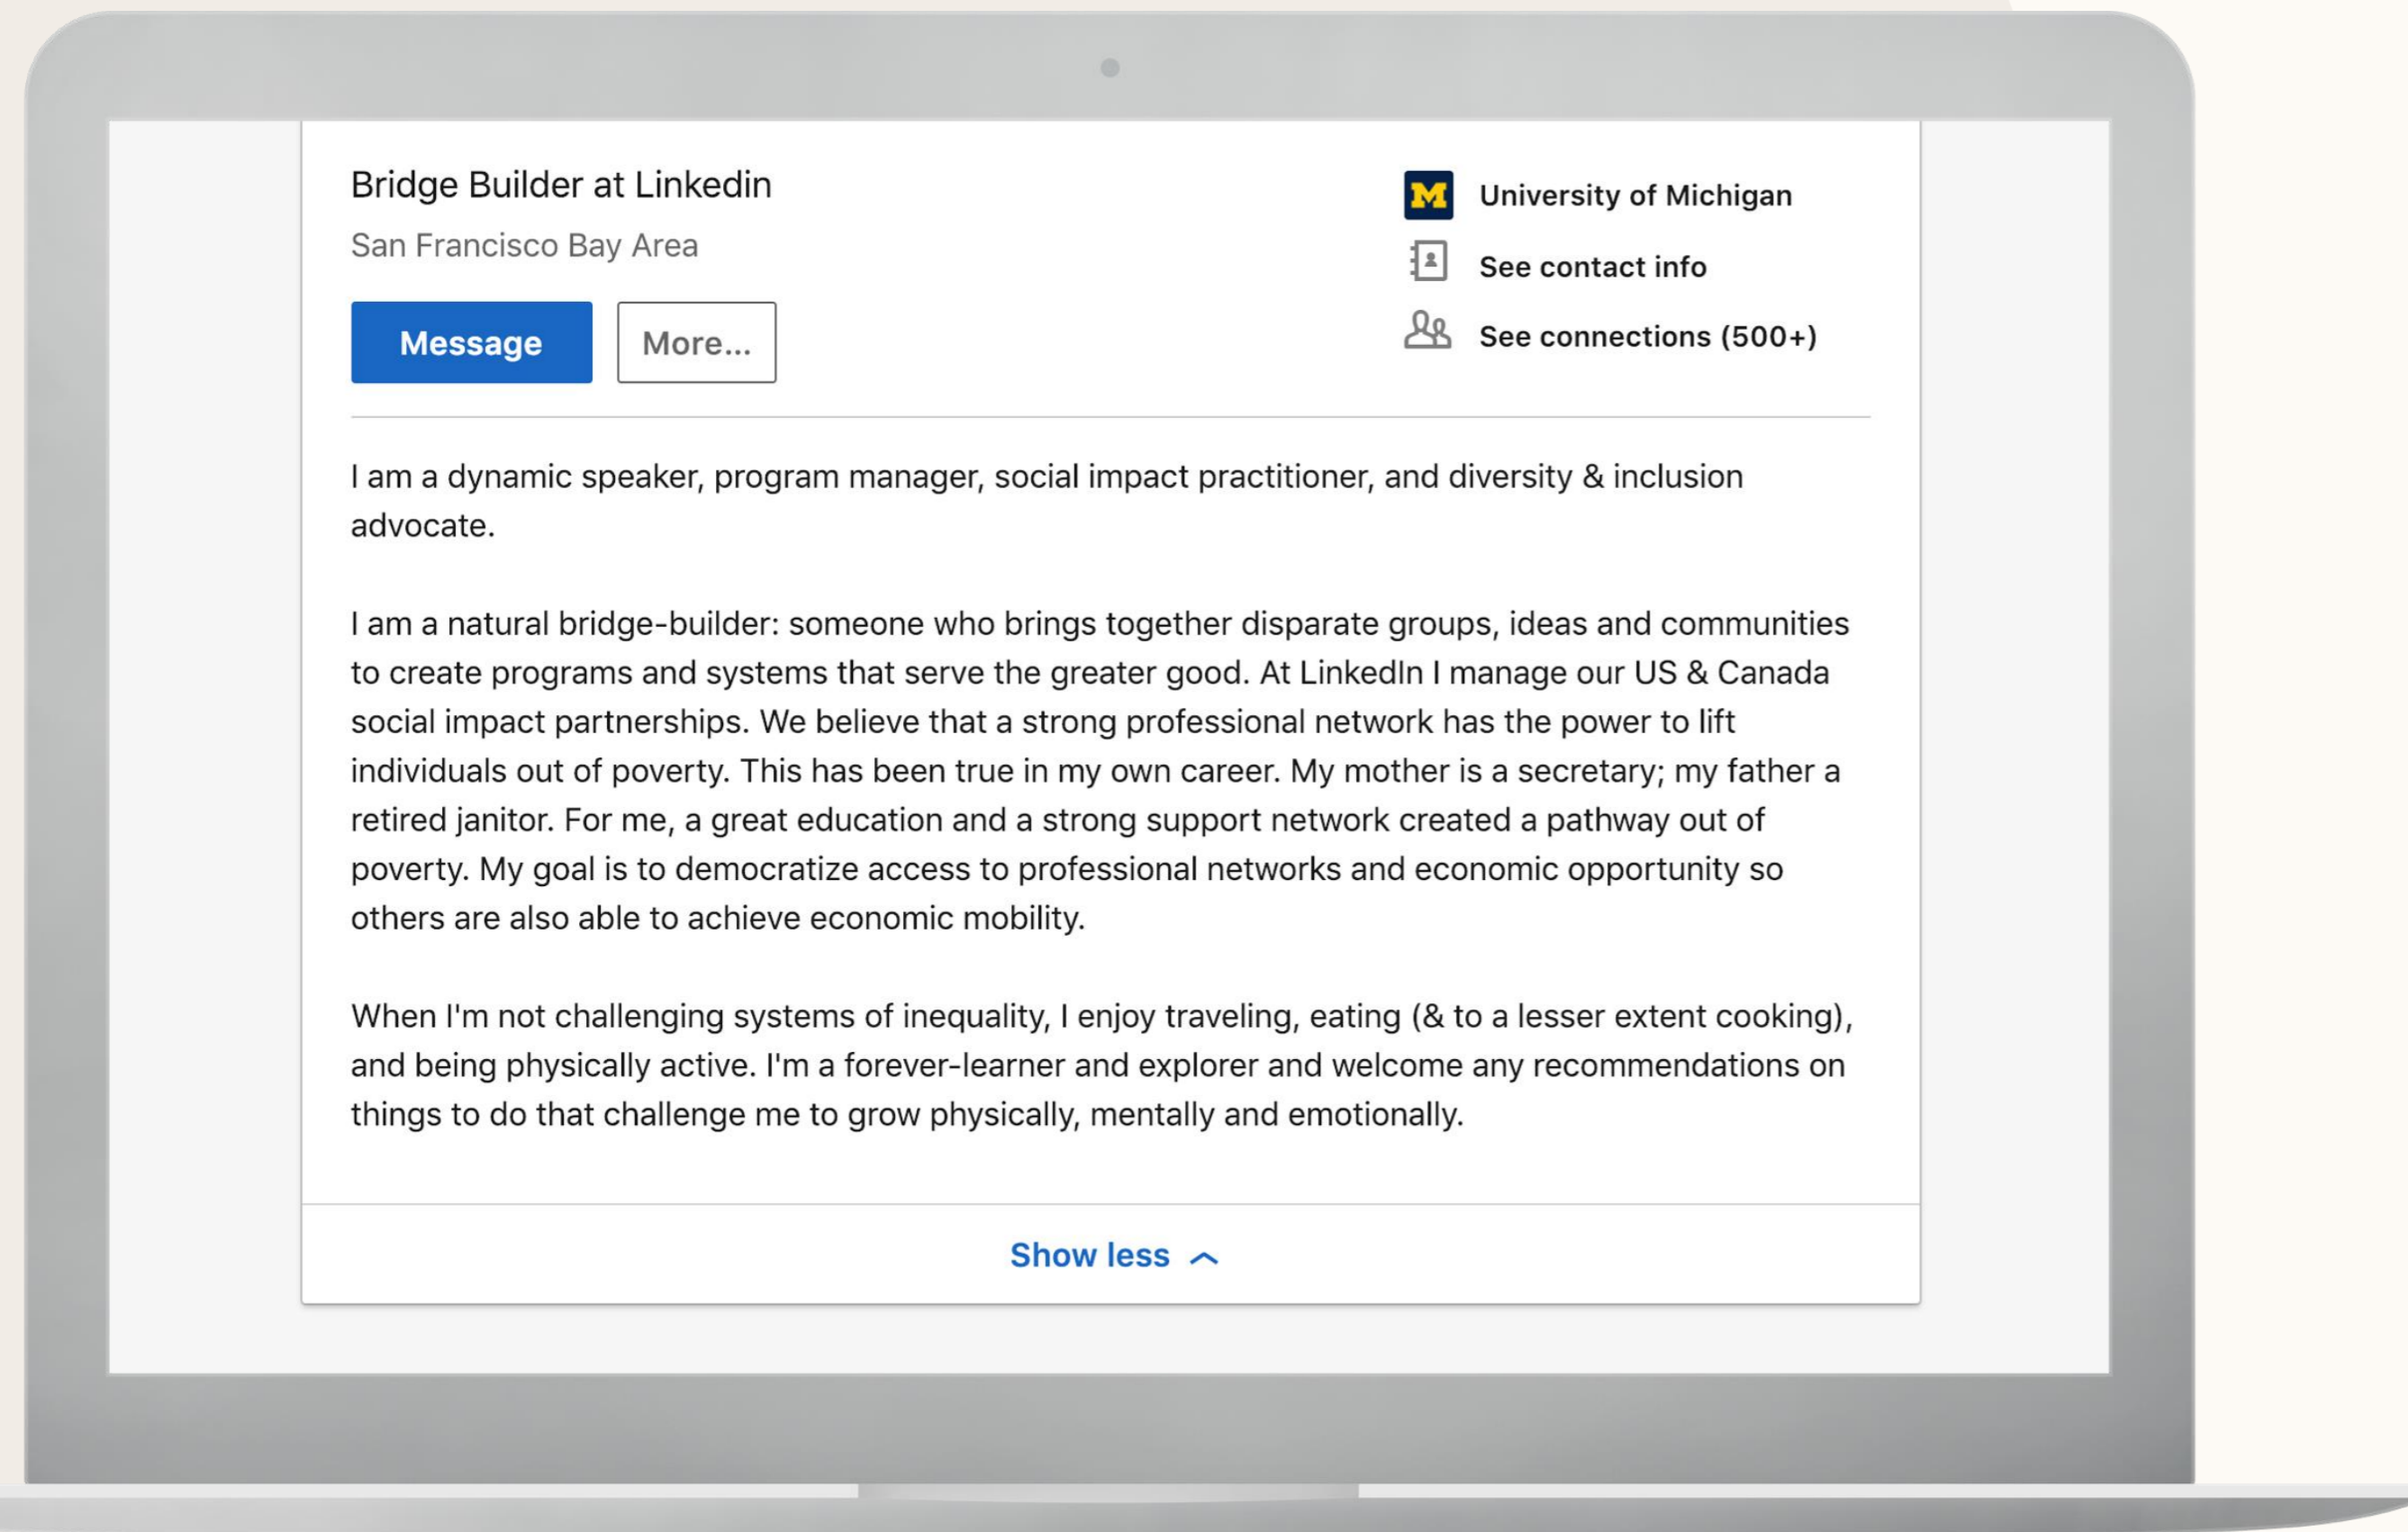 Bridge Builder at Linkedin
San Francisco Bay Area
Message
More...
M
University of Michigan
See contact info
See connections (500+)
I am a dynamic speaker, program manager, social impact practitioner, and diversity & inclusion
advocate.
I am a natural bridge-builder: someone who brings together disparate groups, ideas and communities
to create programs and systems that serve the greater good. At LinkedIn I manage our US & Canada
social impact partnerships. We believe that a strong professional network has the power to lift
individuals out of poverty. This has been true in my own career. My mother is a secretary; my father a
retired janitor. For me, a great education and a strong support network created a pathway out of
poverty. My goal is to democratize access to professional networks and economic opportunity so
others are also able to achieve economic mobility.
When I'm not challenging systems of inequality, I enjoy traveling, eating (& to a lesser extent cooking),
and being physically active. I'm a forever-learner and explorer and welcome any recommendations on
things to do that challenge me to grow physically, mentally and emotionally.
Show less